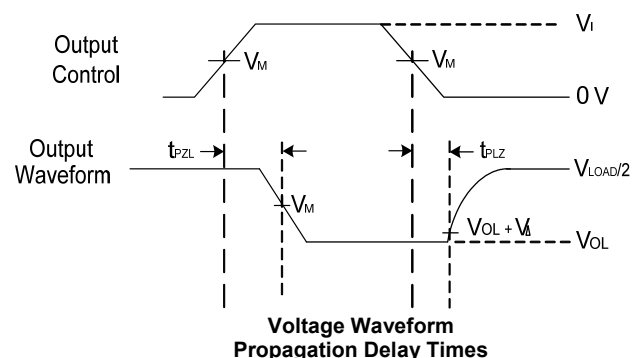 Output
Control
VM
VM
VI
0 V
Output
Waveform
tPZL
tPLZ
VM
VLOAD/2
VOL + VΔ
VOL
Voltage Waveform
Propagation Delay Times